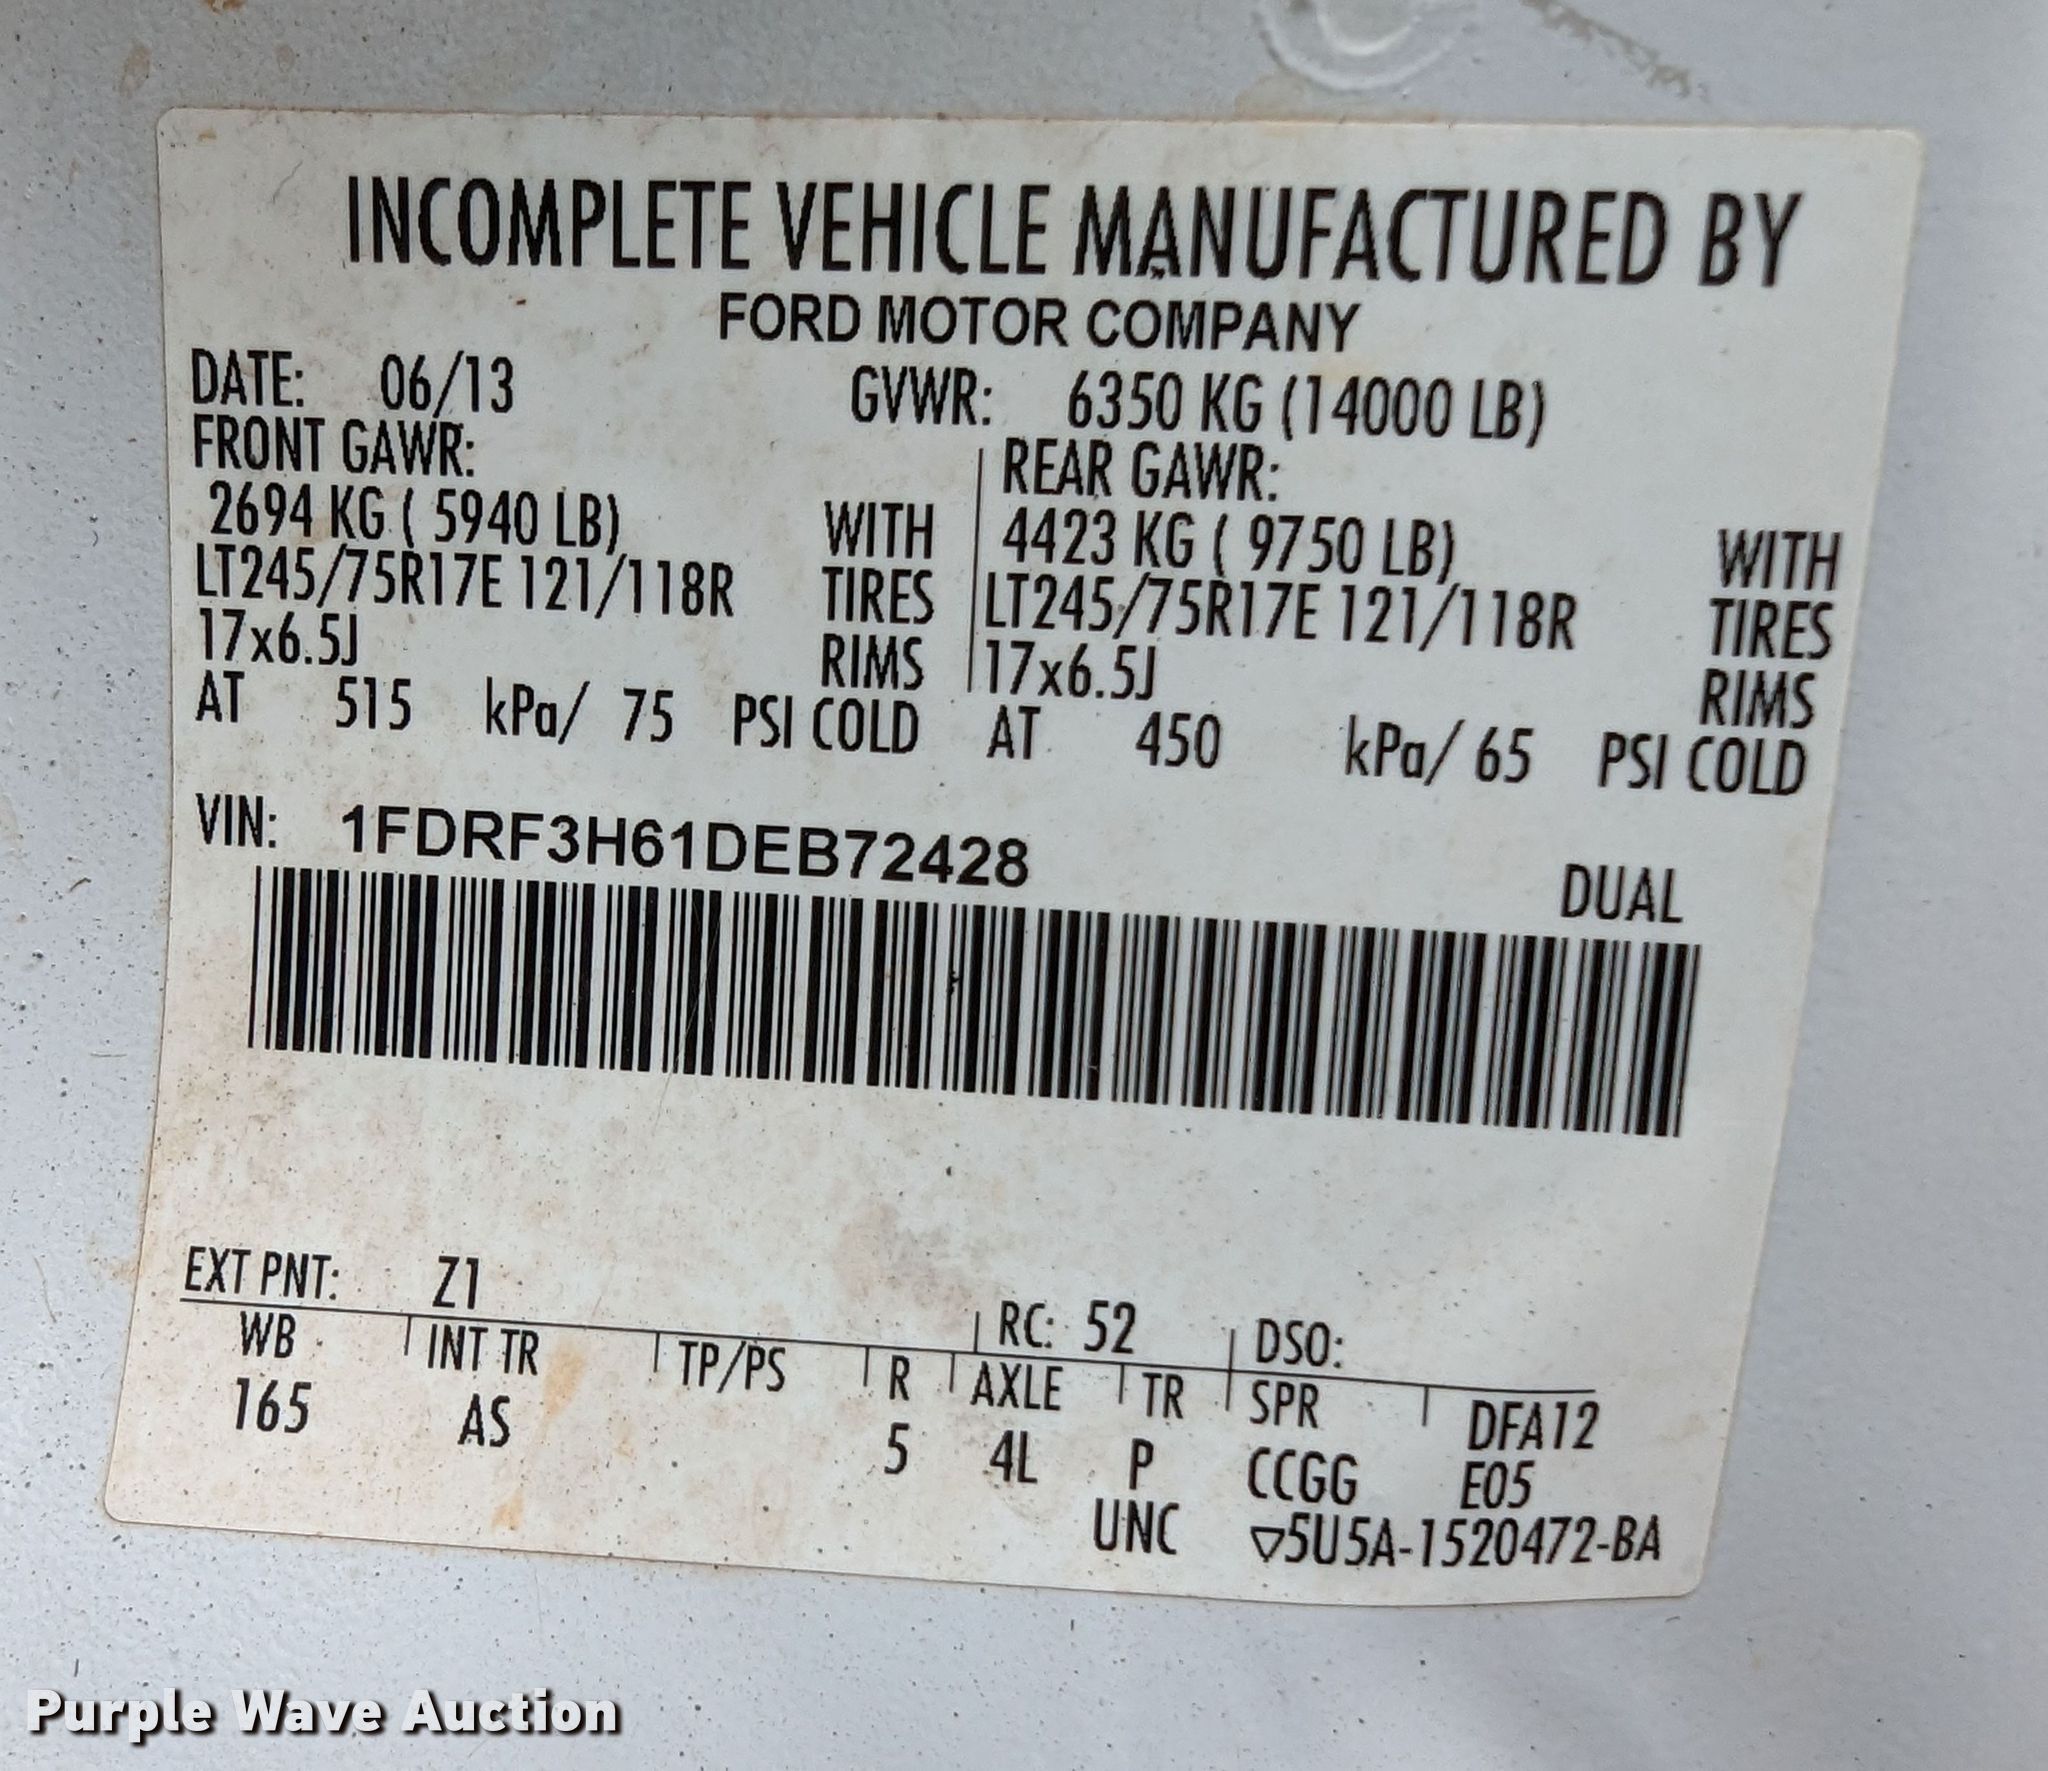 INCOMPLETE VEHICLE MANUFACTURED BY
FORD MOTOR COMPANY
DATE: 06/13 GVWR: 6350 KG (14000 LB)
FRONT GAWR: REAR GAWR:
2694 KG ( 5940 LB) WITH 4423 KG ( 9750 LB) WITH
LT245/75R17E 121/118R TIRES LT245/75R17E 121/118R TIRES
17x6.5J RIMS 17x6.5J RIMS
AT 515 kPa/ 75 PSI COLD AT 450 kPa/ 65 PSI COLD
VIN: 1FDRF3H61DEB72428 DUAL
EXT PNT: Z1 RC: 52 DSO:
WB INT TR TP/PS R AXLE TR SPR DFA12
165 AS 5 4L P CCGG E05
UNC ▽5U5A-1520472-BA
Purple Wave Auction